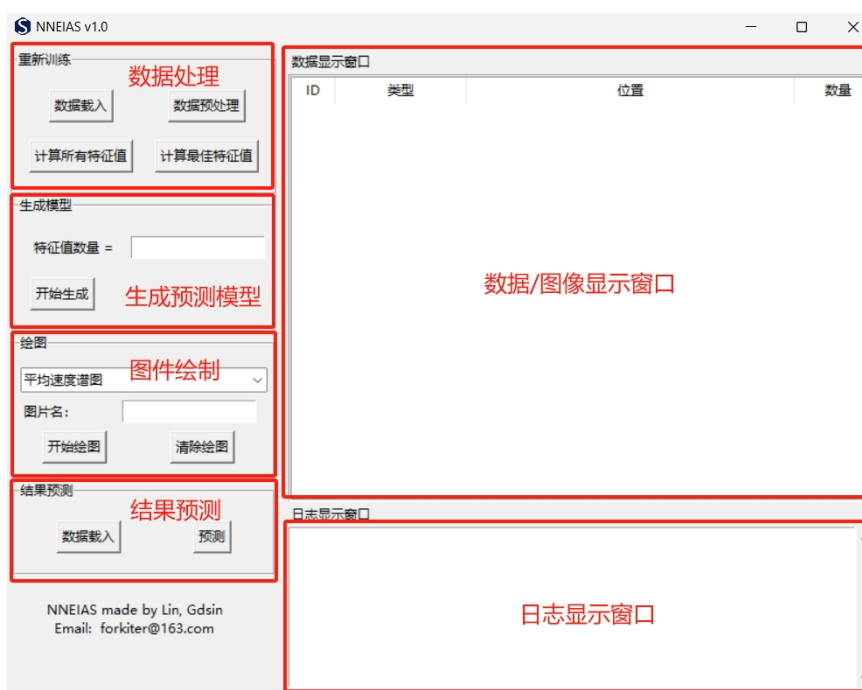 NNEIAS v1.0
重新训练
数据处理
数据载入
数据预处理
计算所有特征值
计算最佳特征值
生成模型
特征值数量 =
开始生成
生成预测模型
绘图
图件绘制
平均速度谱图
图片名：
开始绘图
清除绘图
结果预测
结果预测
数据载入
预测
NNEIAS made by Lin, Gdsin
Email: forkiter@163.com
数据显示窗口
ID 类型 位置 数量
数据/图像显示窗口
日志显示窗口
日志显示窗口